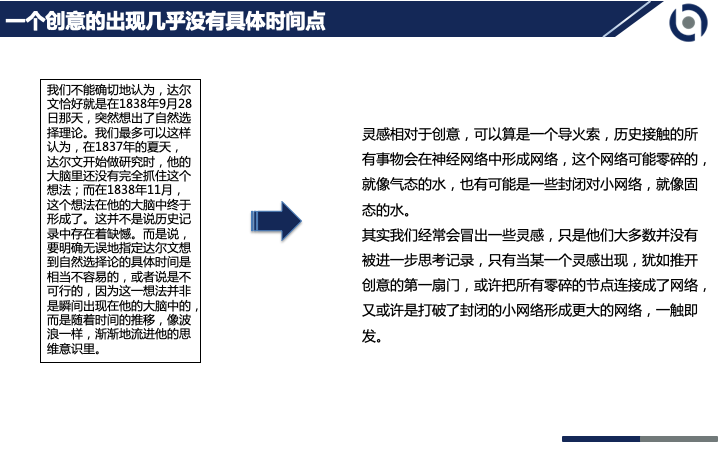 一个创意的出现几乎没有具体时间点
我们不能确切地认为，达尔
文恰好就是在1838年9月28
日那天，突然想出了自然选
择理论。我们最多可以这样
认为，在1837年的夏天，
达尔文开始做研究时，他的
大脑里还没有完全抓住这个
想法；而在1838年11月，
这个想法在他的大脑中终于
形成了。这并不是说历史记
录中存在着缺憾。而是说，
要明确无误地指定达尔文想
到自然选择论的具体时间是
相当不容易的，或者说是不
可行的，因为这一想法并非
是瞬间出现在他的大脑中的，
而是随着时间的推移，像波
浪一样，渐渐地流进他的思
维意识里。
灵感相对于创意，可以算是一个导火索，历史接触的所
有事物会在神经网络中形成网络，这个网络可能零碎的，
就像气态的水，也有可能是一些封闭对小网络，就像固
态的水。
其实我们经常会冒出一些灵感，只是他们大多数并没有
被进一步思考记录，只有当某一个灵感出现，犹如推开
创意的第一扇门，或许把所有零碎的节点连接成了网络，
又或许是打破了封闭的小网络形成更大的网络，一触即
发。